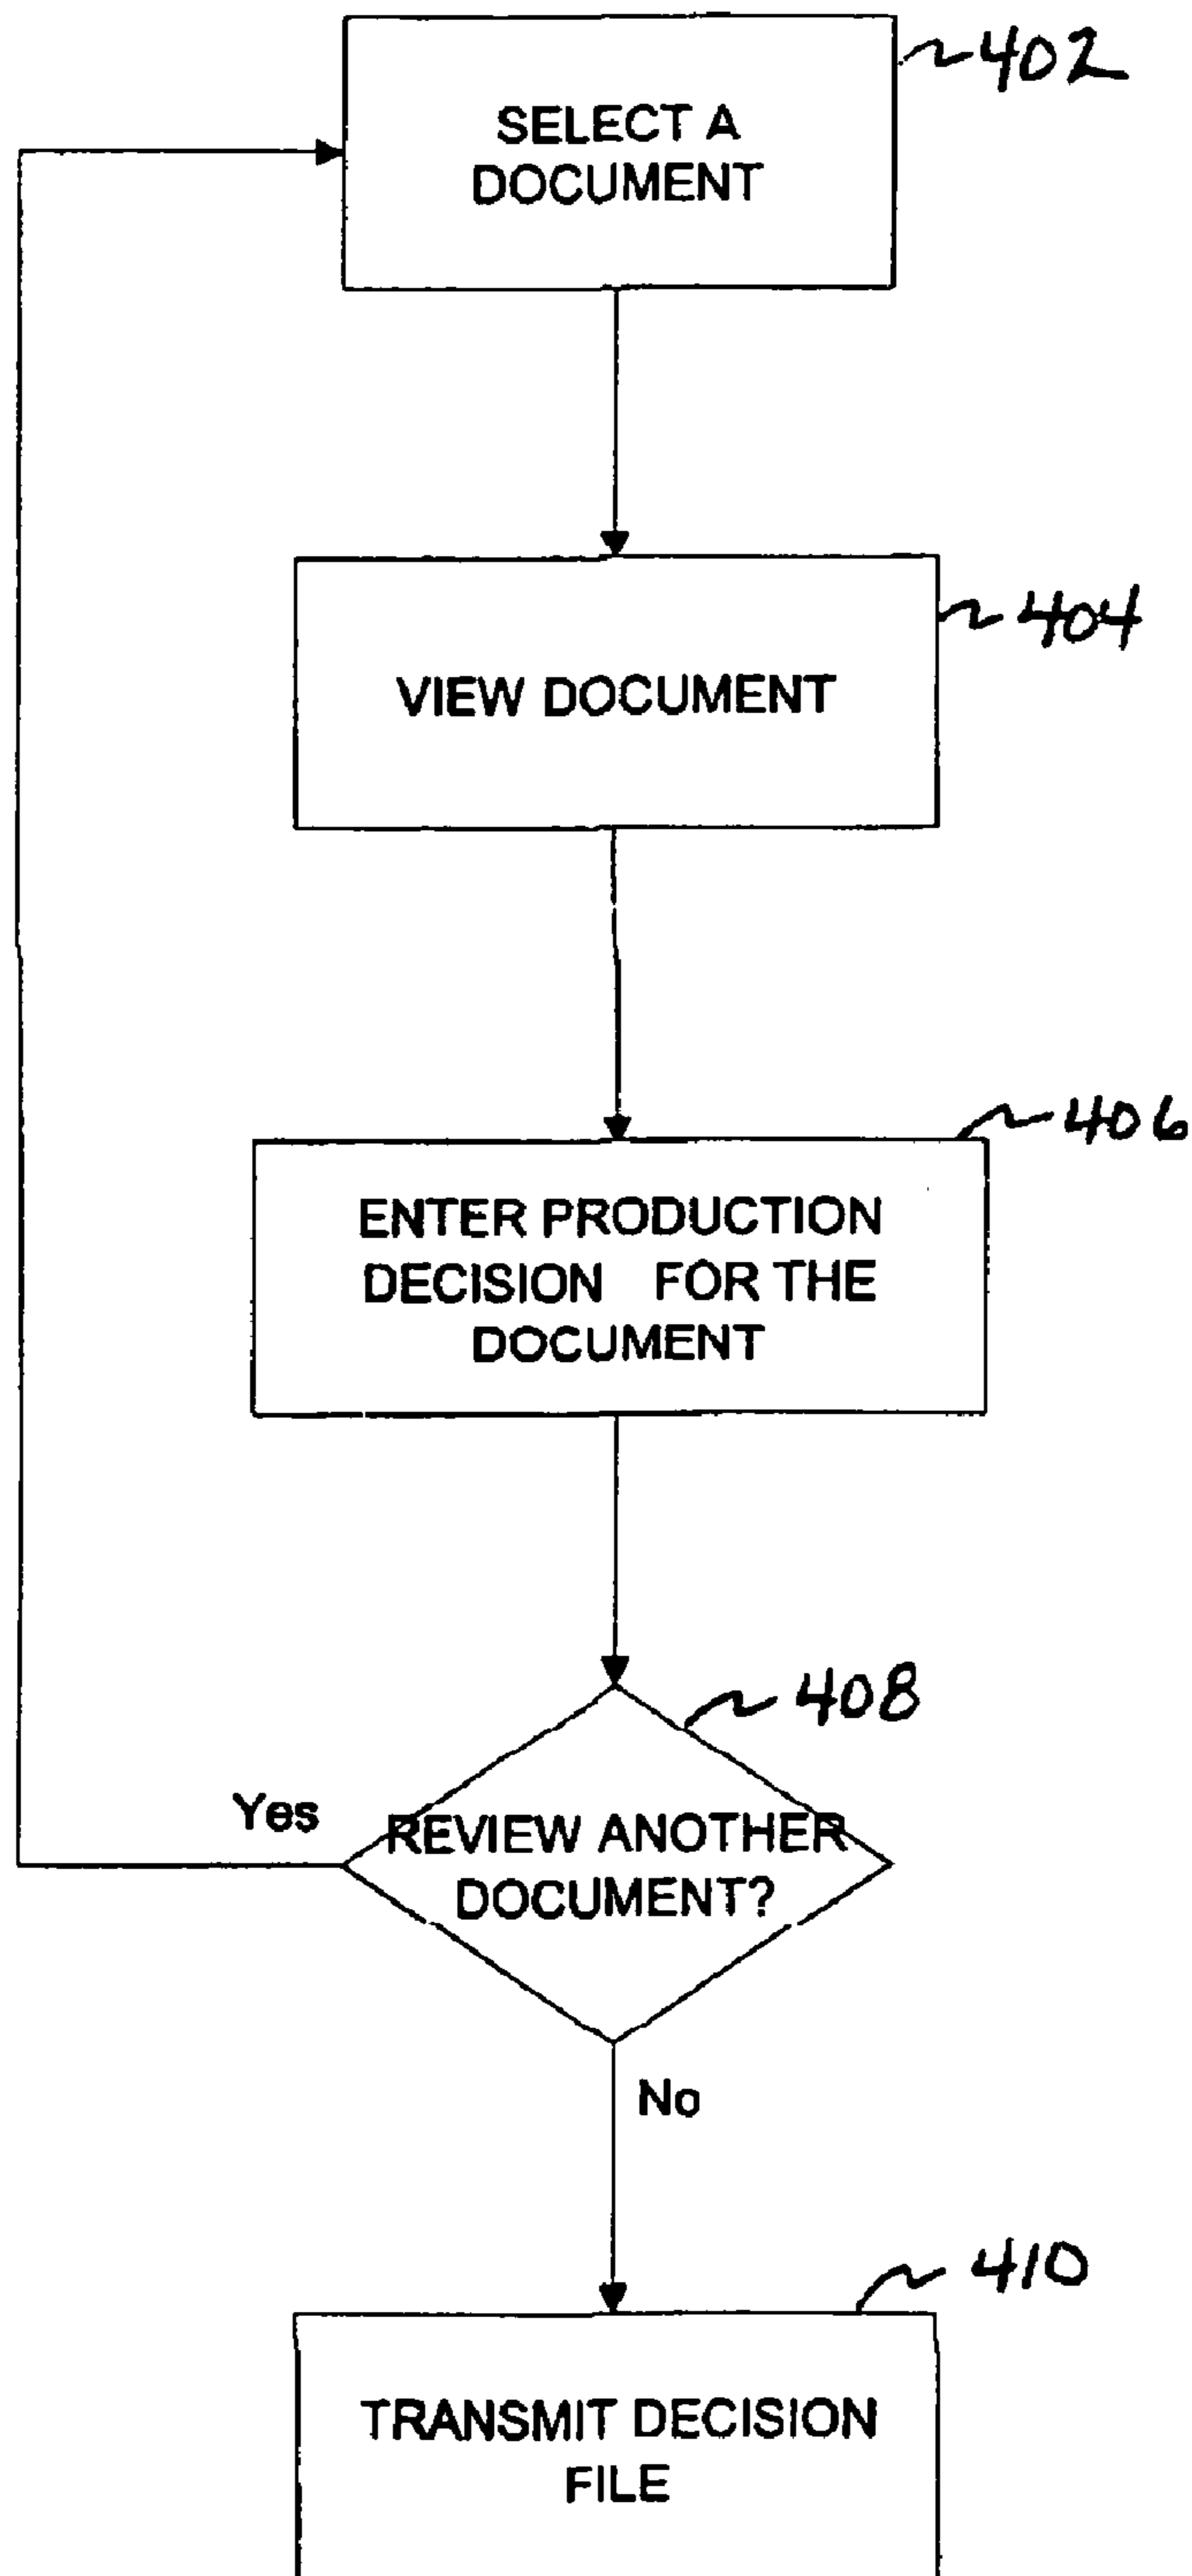 402
SELECT A
DOCUMENT
404
VIEW DOCUMENT
406
ENTER PRODUCTION
DECISION FOR THE
DOCUMENT
408
Yes
REVIEW ANOTHER
DOCUMENT?
No
410
TRANSMIT DECISION
FILE